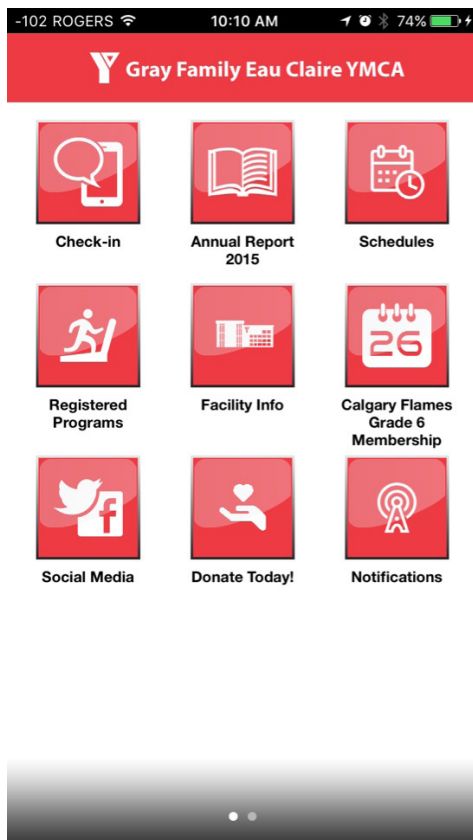 -102 ROGERS 10:10 AM 74%
Gray Family Eau Claire YMCA
Check-in
Annual Report
2015
Schedules
Registered
Programs
Facility Info
26
Calgary Flames
Grade 6
Membership
f
Social Media
Donate Today!
Notifications